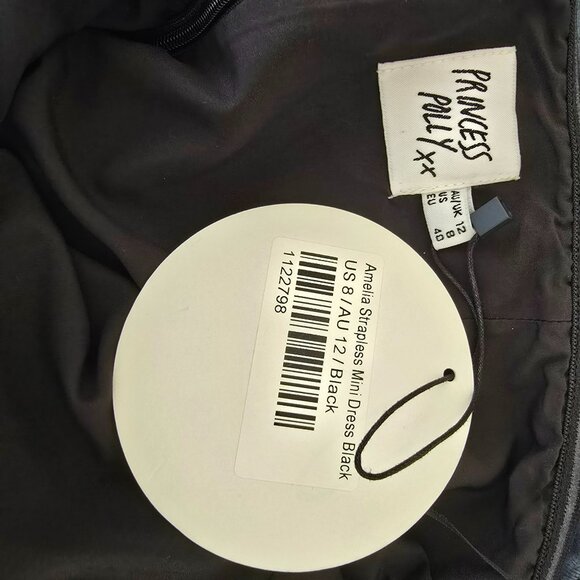 PRINCESS
POLLY xx
AU/UK 12
US 8
EU 40
Amelia Strapless Mini Dress Black
US 8 / AU 12 / Black
1122798